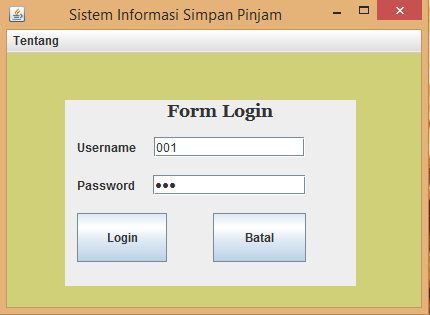 Sistem Informasi Simpan Pinjam
Tentang
Form Login
Username 001
Password •••
Login Batal